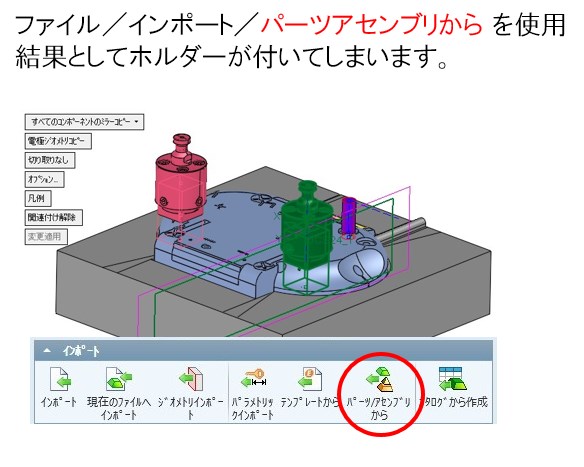 ファイル／インポート／パーツアセンブリから を使用
結果としてホルダーが付いてしまいます。
すべてのコンポーネントのミラーコピー
電極ジオメトリコピー
切り取りなし
オプション...
凡例
関連付け解除
変更適用
インポート
インポート
現在のファイルへ
インポート
ジオメトリインポー
ト
パラメトリッ
クインポート
テンプレートから
パーツ/アセンブリ
から
カタログから作成